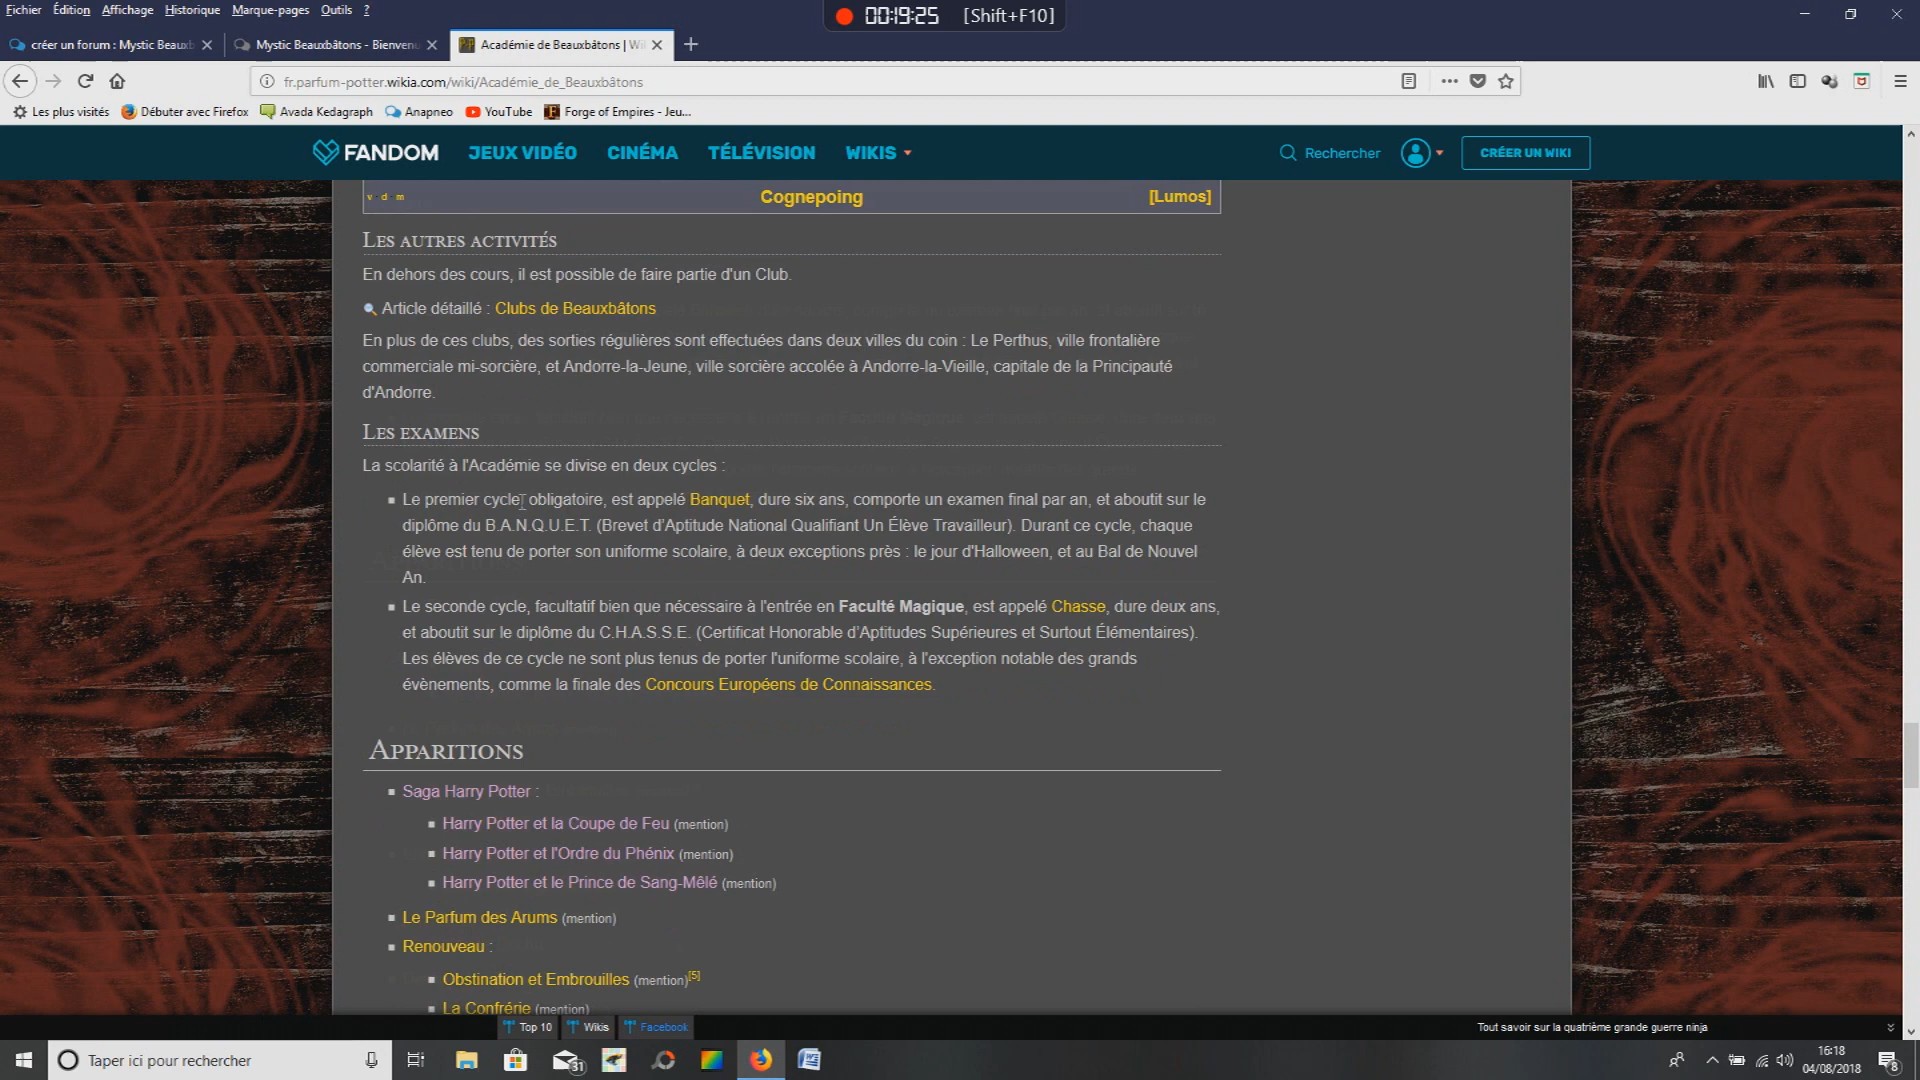 Fichier Édition Affichage Historique Marque-pages Outils ?
00:19:25 [Shift+F10]
créer un forum : Mystic Beauxb
Mystic Beauxbâtons - Bienvenu
Académie de Beauxbâtons | Wi
fr.parfum-potter.wikia.com/wiki/Académie_de_Beauxbâtons
Les plus visités Débuter avec Firefox Avada Kedagraph Anapneo YouTube Forge of Empires - Jeu...
FANDOM JEUX VIDÉO CINÉMA TÉLÉVISION WIKIS Rechercher CRÉER UN WIKI
v d m Cognepoing [Lumos]
Les autres activités
En dehors des cours, il est possible de faire partie d'un Club.
Article détaillé : Clubs de Beauxbâtons
En plus de ces clubs, des sorties régulières sont effectuées dans deux villes du coin : Le Perthus, ville frontalière
commerciale mi-sorcière, et Andorre-la-Jeune, ville sorcière accolée à Andorre-la-Vieille, capitale de la Principauté
d'Andorre.
Les examens
La scolarité à l'Académie se divise en deux cycles :
Le premier cycle obligatoire, est appelé Banquet, dure six ans, comporte un examen final par an, et aboutit sur le
diplôme du B.A.N.Q.U.E.T. (Brevet d'Aptitude National Qualifiant Un Élève Travailleur). Durant ce cycle, chaque
élève est tenu de porter son uniforme scolaire, à deux exceptions près : le jour d'Halloween, et au Bal de Nouvel
An.
Le seconde cycle, facultatif bien que nécessaire à l'entrée en Faculté Magique, est appelé Chasse, dure deux ans,
et aboutit sur le diplôme du C.H.A.S.S.E. (Certificat Honorable d'Aptitudes Supérieures et Surtout Élémentaires).
Les élèves de ce cycle ne sont plus tenus de porter l'uniforme scolaire, à l'exception notable des grands
évènements, comme la finale des Concours Européens de Connaissances.
Apparitions
Saga Harry Potter :
Harry Potter et la Coupe de Feu (mention)
Harry Potter et l'Ordre du Phénix (mention)
Harry Potter et le Prince de Sang-Mêlé (mention)
Le Parfum des Arums (mention)
Renouveau :
Obstination et Embrouilles (mention)[5]
La Confrérie (mention)
Top 10 Wikis Facebook Tout savoir sur la quatrième grande guerre ninja
Taper ici pour rechercher
31
16:18
04/08/2018
8